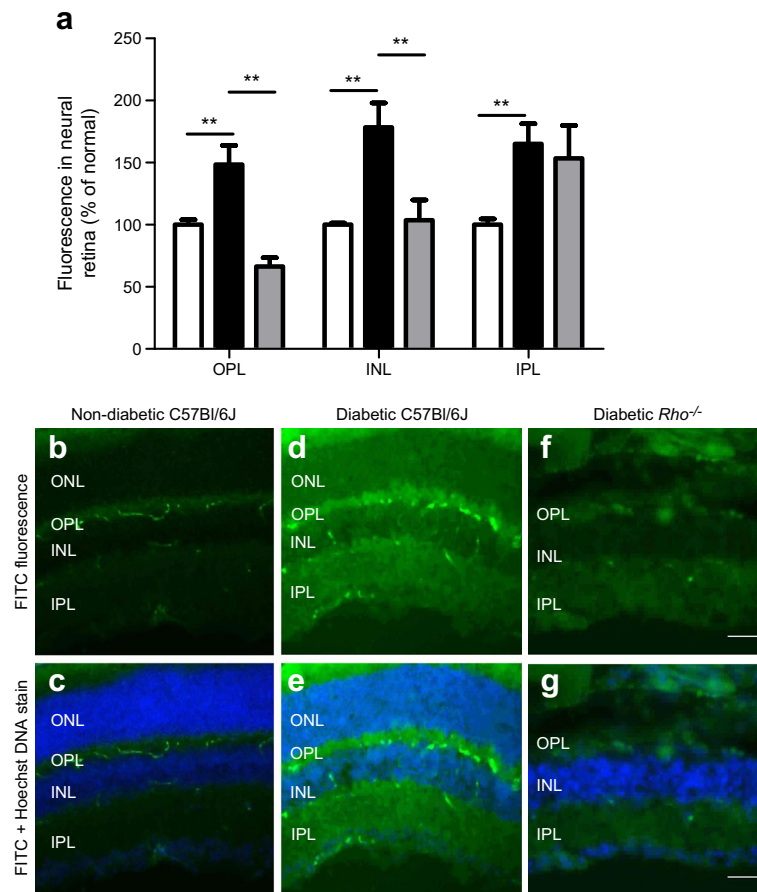 a
250
200
150
100
50
0
Fluorescence in neural
retina (% of normal)
** ** ** ** **
OPL INL IPL
Non-diabetic C57Bl/6J Diabetic C57Bl/6J Diabetic Rho-/-
FITC fluorescence
b
ONL
OPL
INL
IPL
d
ONL
OPL
INL
IPL
f
OPL
INL
IPL
FITC + Hoechst DNA stain
c
ONL
OPL
INL
IPL
e
ONL
OPL
INL
IPL
g
OPL
INL
IPL